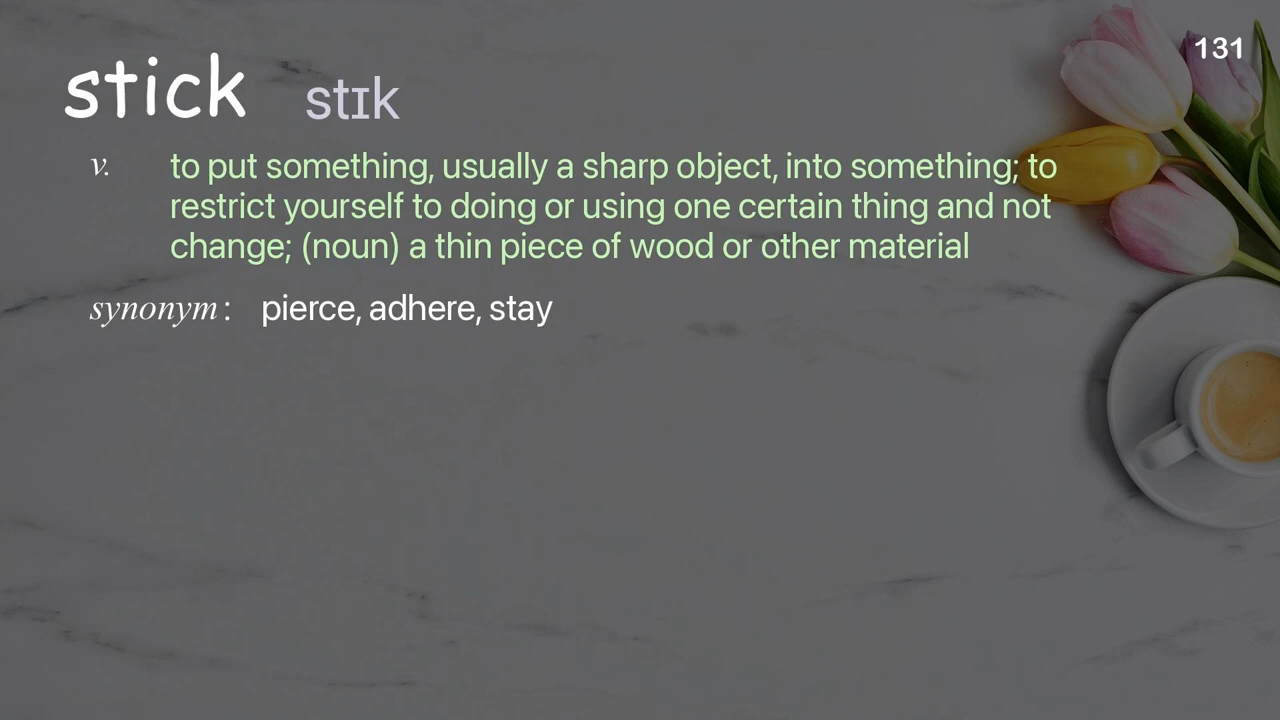 131
stick stɪk
v. to put something, usually a sharp object, into something; to
restrict yourself to doing or using one certain thing and not
change; (noun) a thin piece of wood or other material
synonym: pierce, adhere, stay